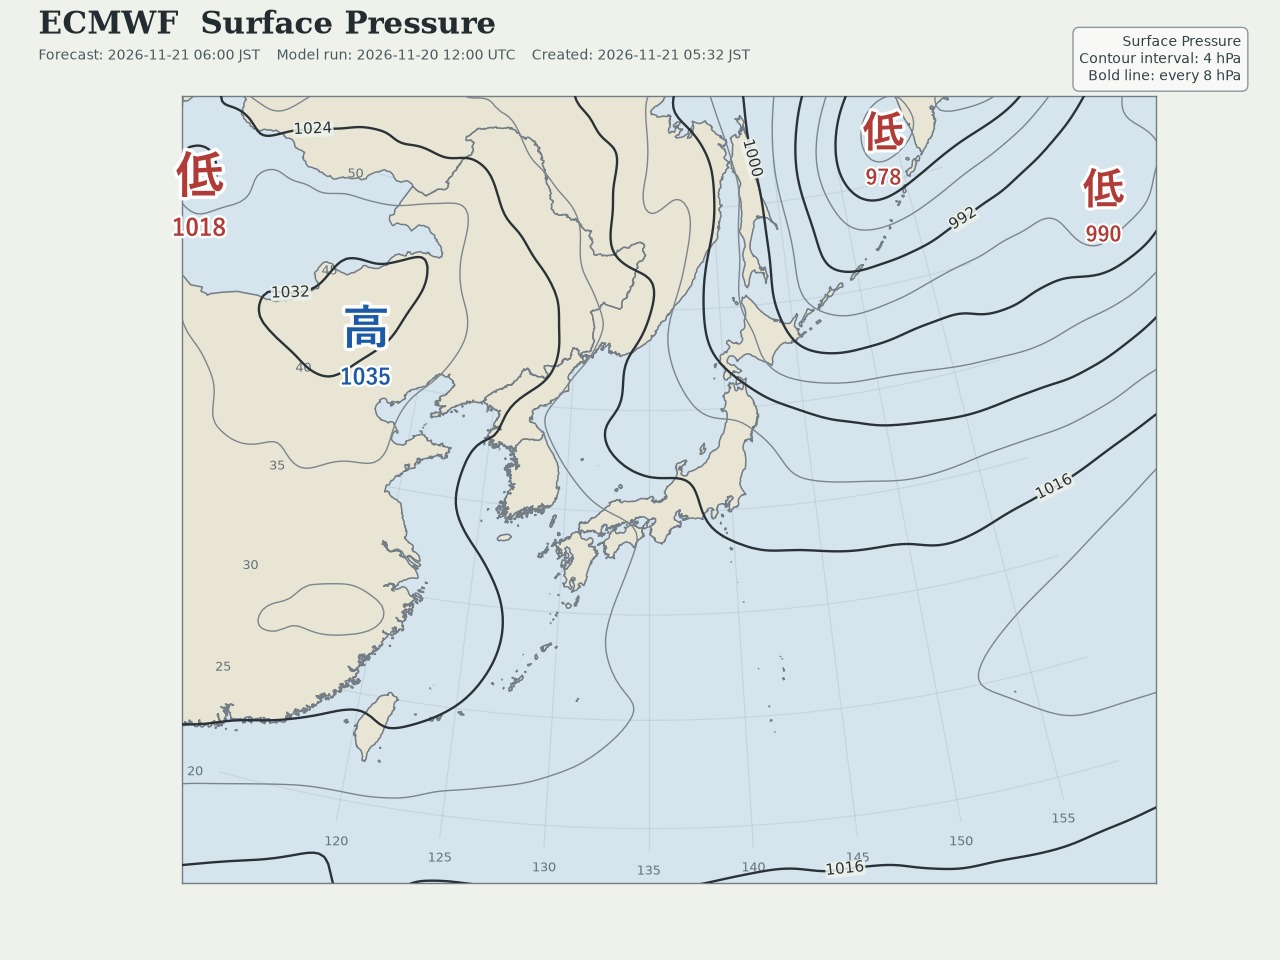 ECMWF  Surface Pressure
Forecast: 2026-11-21 06:00 JST    Model run: 2026-11-20 12:00 UTC    Created: 2026-11-21 05:32 JST
Surface Pressure
Contour interval: 4 hPa
Bold line: every 8 hPa
1024
1000
低
978
50
低
1018
低
990
992
45
1032
高
1035
40
35
1016
30
25
20
120
125
130
135
140
145
1016
150
155